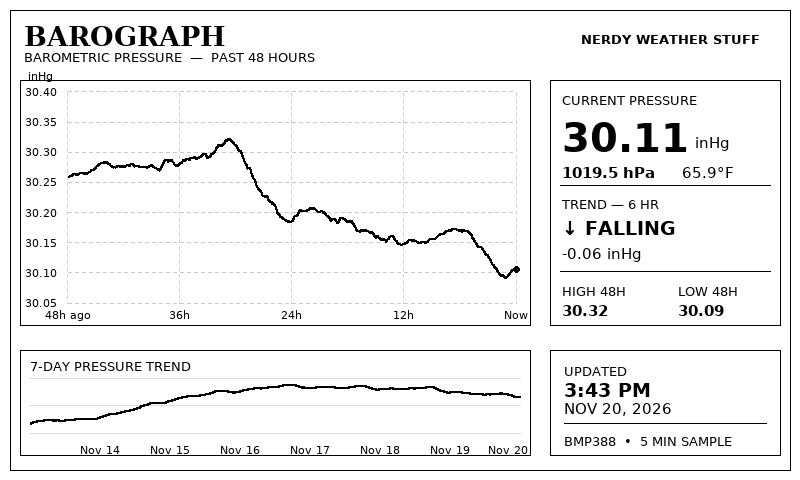 BAROGRAPH
BAROMETRIC PRESSURE — PAST 48 HOURS
NERDY WEATHER STUFF
inHg
30.40
30.35
30.30
30.25
30.20
30.15
30.10
30.05
48h ago 36h 24h 12h Now
CURRENT PRESSURE
30.11 inHg
1019.5 hPa 65.9°F
TREND — 6 HR
↓ FALLING
-0.06 inHg
HIGH 48H LOW 48H
30.32 30.09
7-DAY PRESSURE TREND
Nov 14 Nov 15 Nov 16 Nov 17 Nov 18 Nov 19 Nov 20
UPDATED
3:43 PM
NOV 20, 2026
BMP388 • 5 MIN SAMPLE